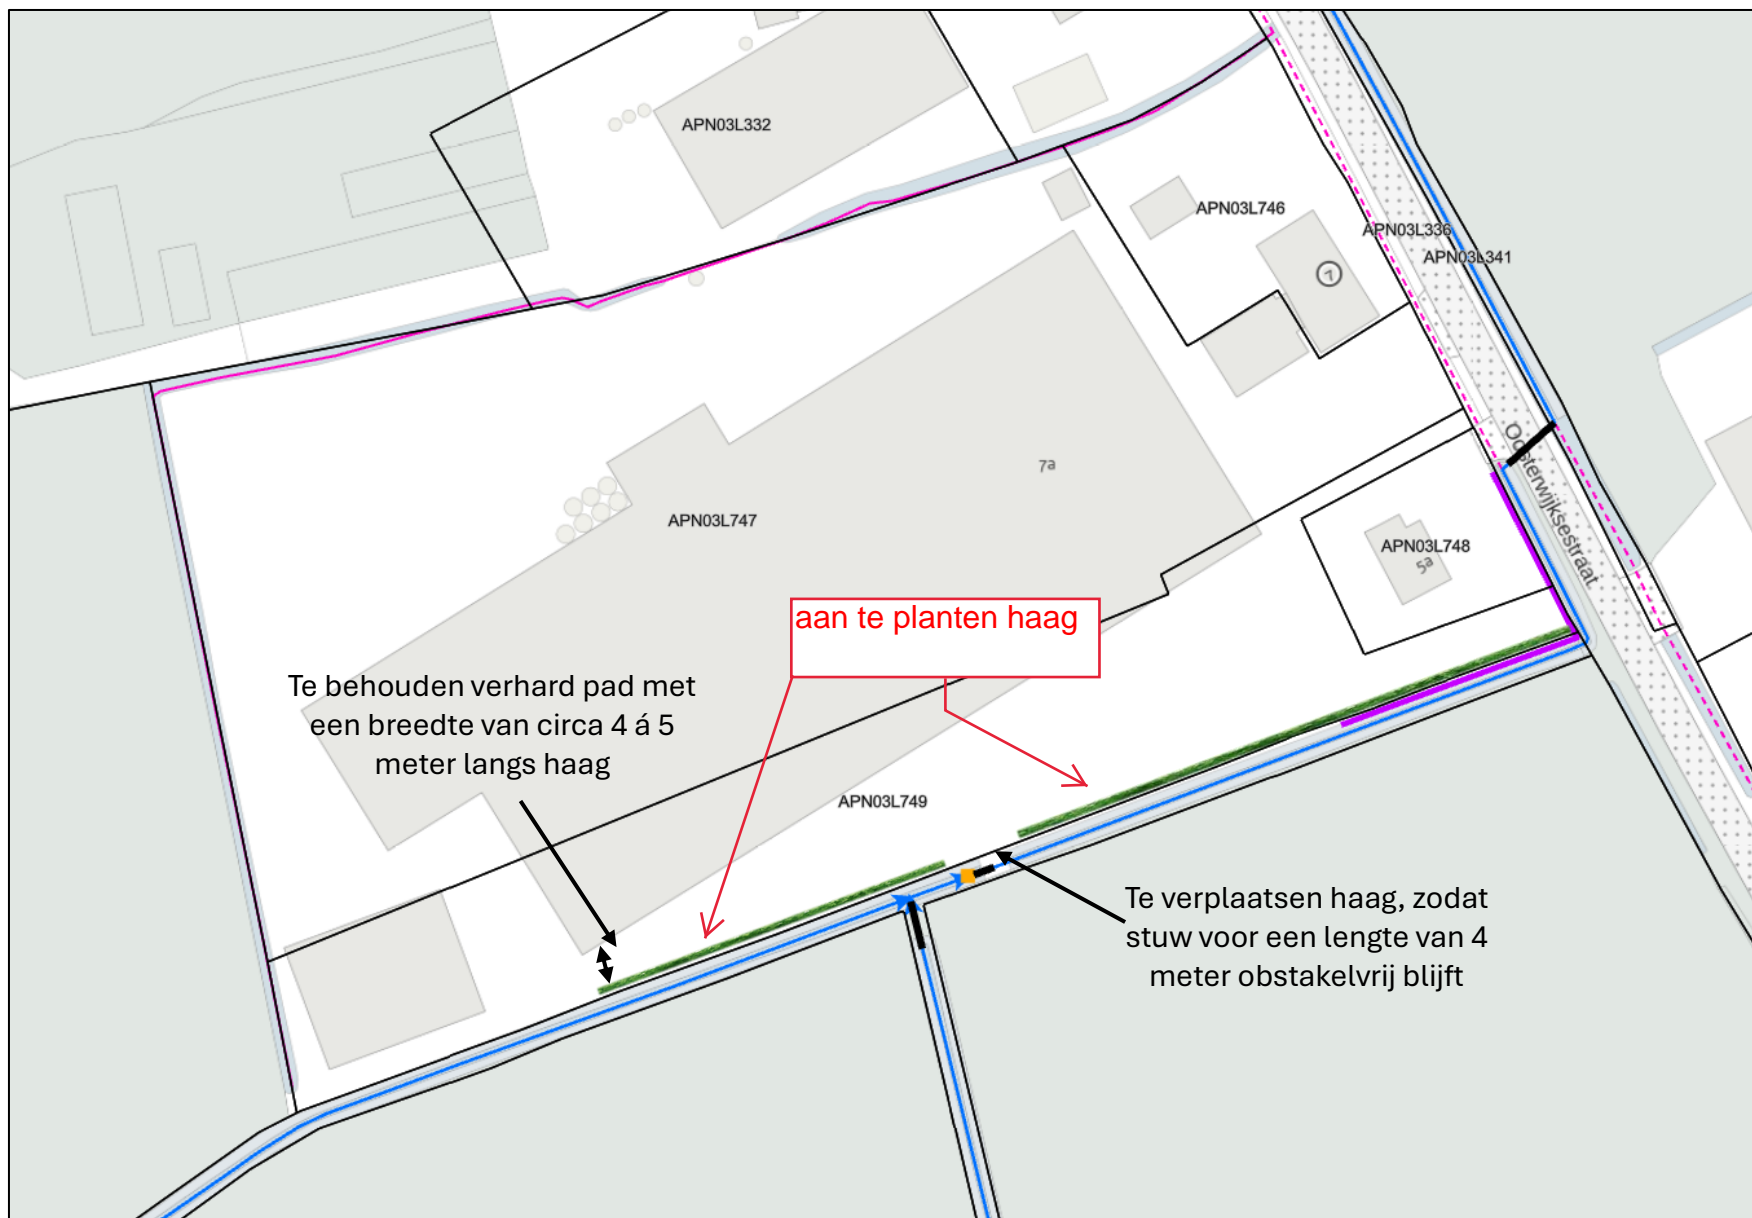 APN03L332
APN03L746
7
APN03L336
APN03L341
Oosterwijksestraat
7a
APN03L747
APN03L748
5a
aan te planten haag
Te behouden verhard pad met
een breedte van circa 4 á 5
meter langs haag
APN03L749
Te verplaatsen haag, zodat
stuw voor een lengte van 4
meter obstakelvrij blijft